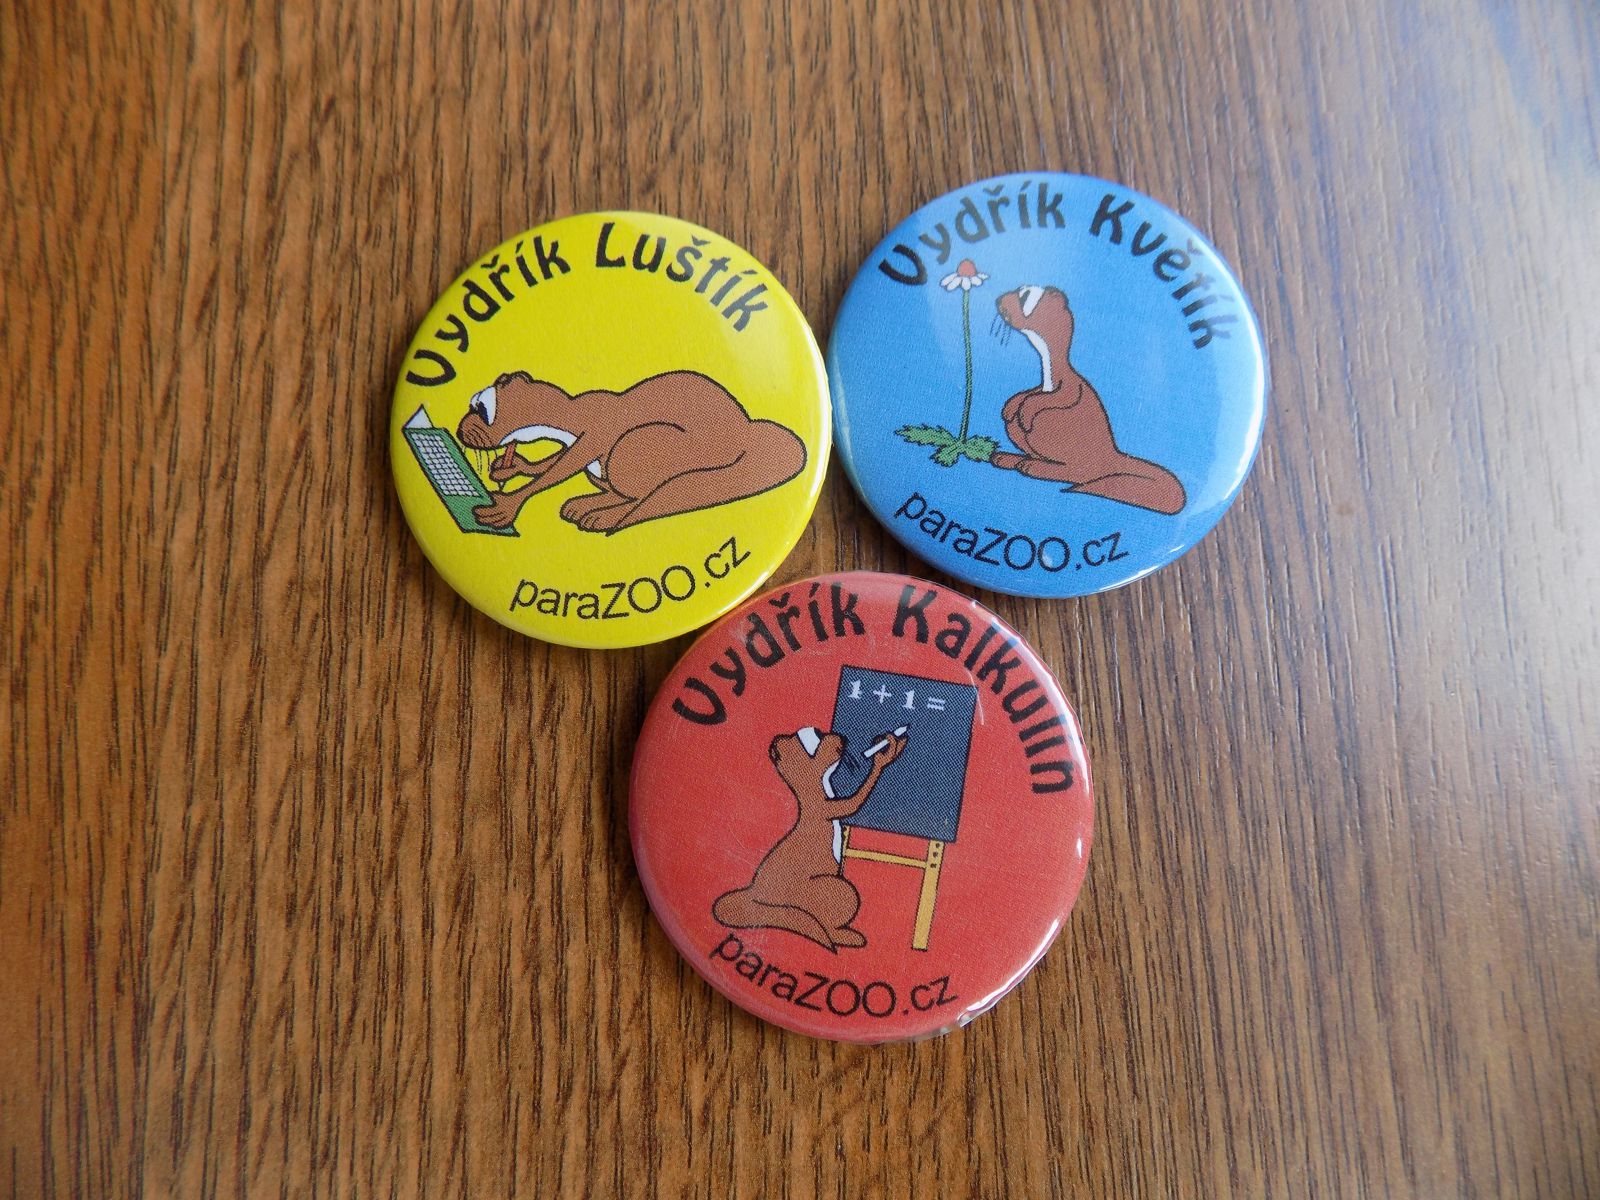 Vydřík Luštík
paraZOO.cz
Vydřík Květík
paraZOO.cz
Vydřík Kalkulín
1+1=
paraZOO.cz